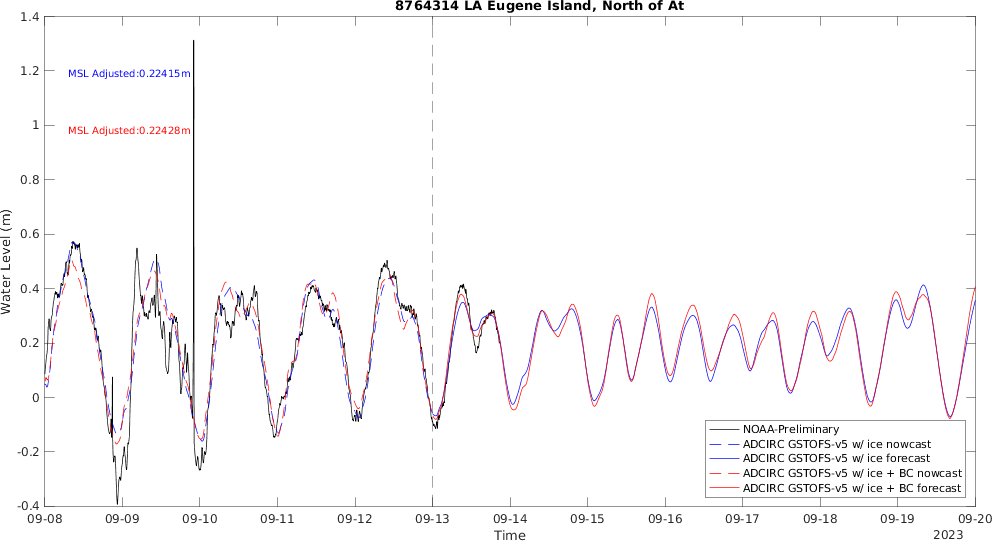 8764314 LA Eugene Island, North of At
1.4
1.2
1
0.8
0.6
0.4
0.2
0
-0.2
-0.4
Water Level (m)
MSL Adjusted:0.22415m
MSL Adjusted:0.22428m
NOAA-Preliminary
ADCIRC GSTOFS-v5 w/ ice nowcast
ADCIRC GSTOFS-v5 w/ ice forecast
ADCIRC GSTOFS-v5 w/ ice + BC nowcast
ADCIRC GSTOFS-v5 w/ ice + BC forecast
09-08 09-09 09-10 09-11 09-12 09-13 09-14 09-15 09-16 09-17 09-18 09-19 09-20
Time
2023